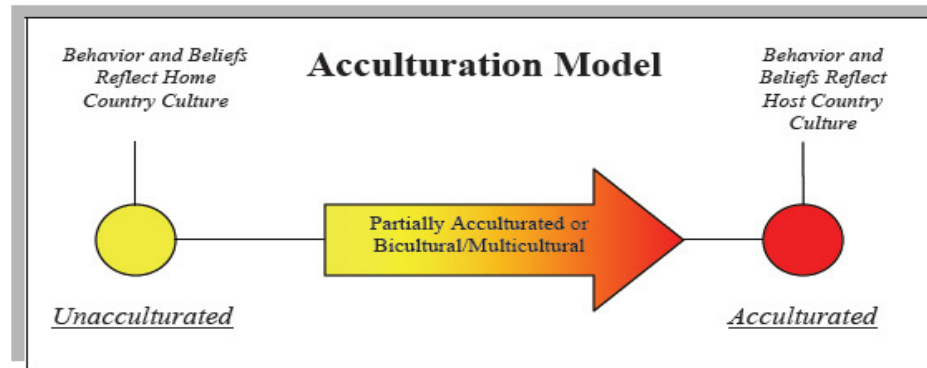 Acculturation Model
Behavior and Beliefs
Reflect Home
Country Culture
Behavior and
Beliefs Reflect
Host Country
Culture
Partially Acculturated or
Bicultural/Multicultural
Unacculturated
Acculturated